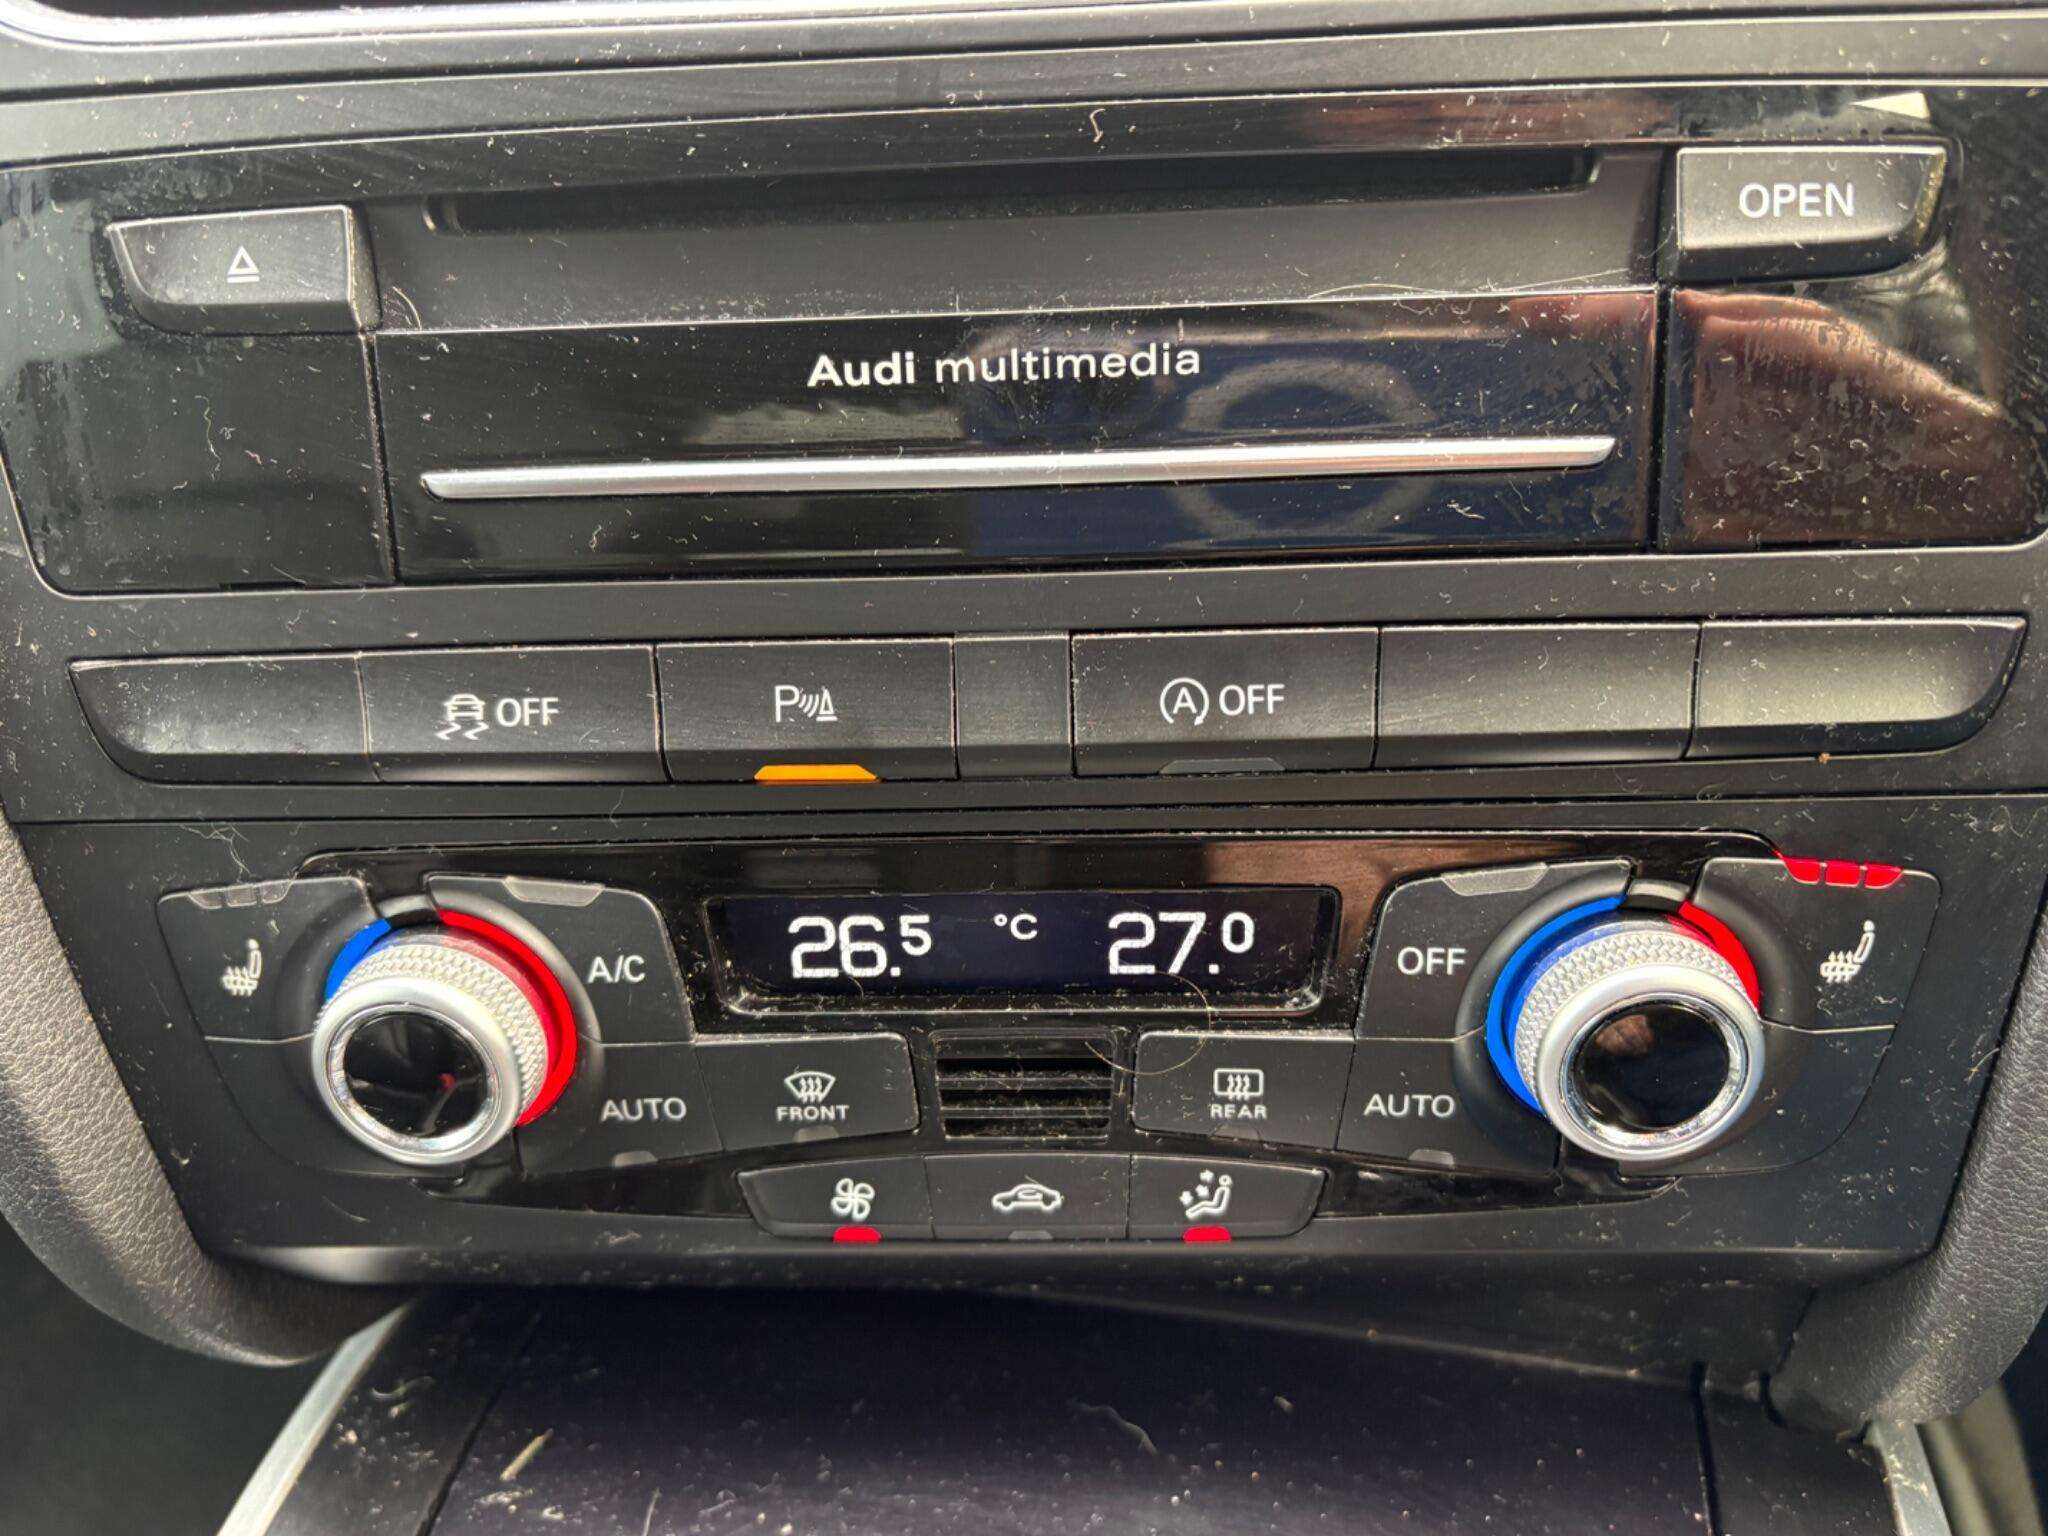 OPEN
Audi multimedia
OFF
P
A OFF
A/C
26.5 °C 27.0
OFF
AUTO
FRONT
REAR
AUTO